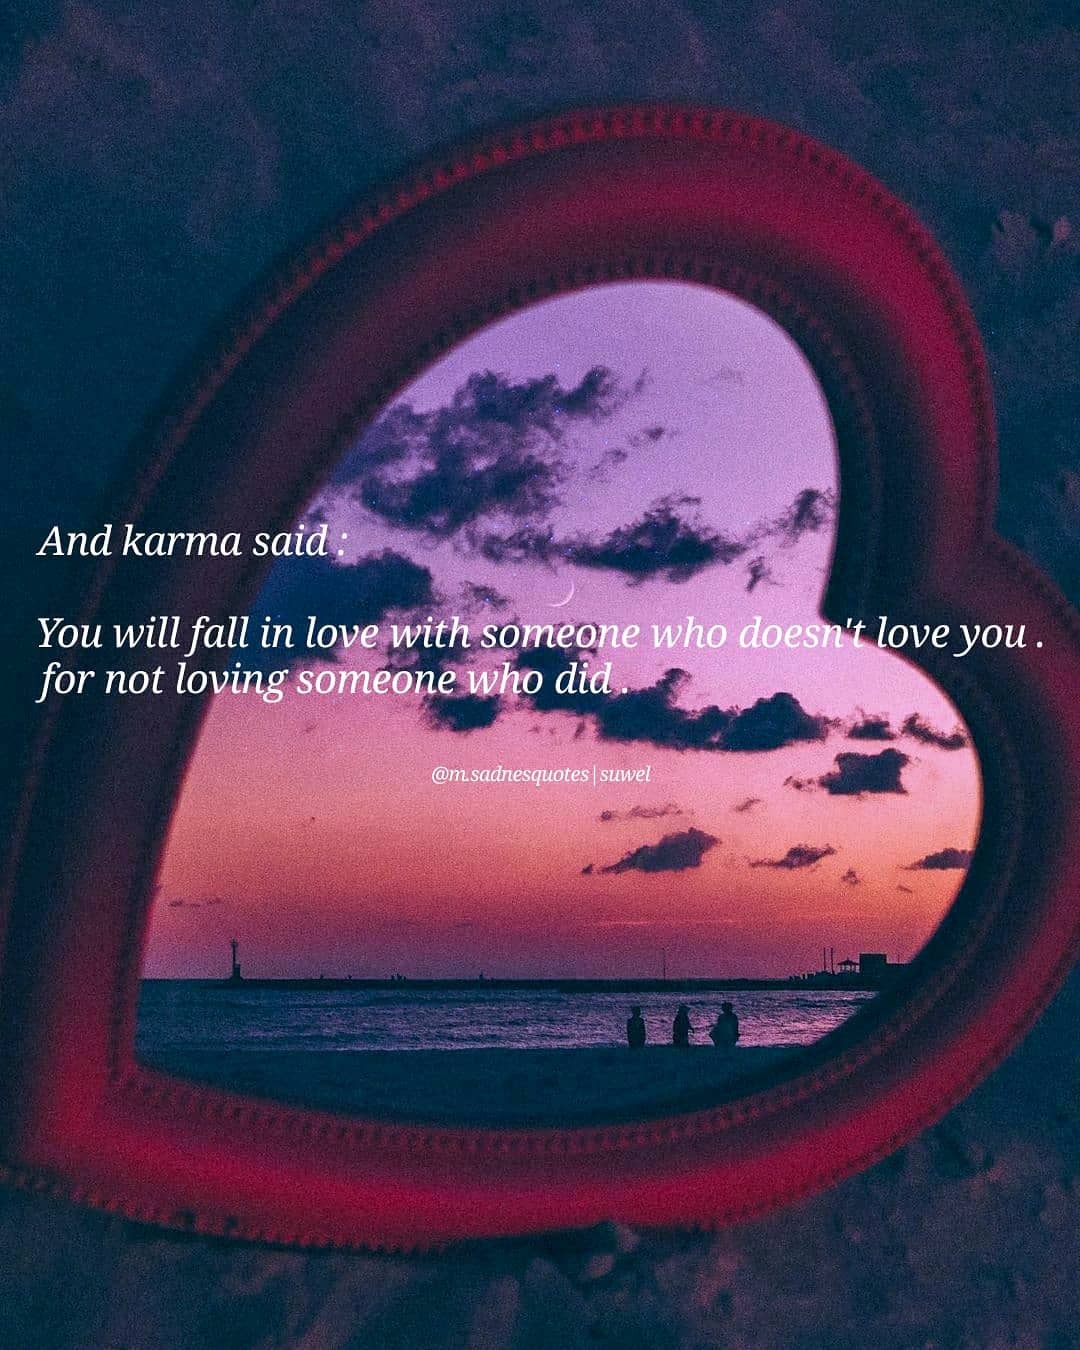 And karma said :
You will fall in love with someone who doesn't love you .
for not loving someone who did .
@m.sadnesquotes|suwel